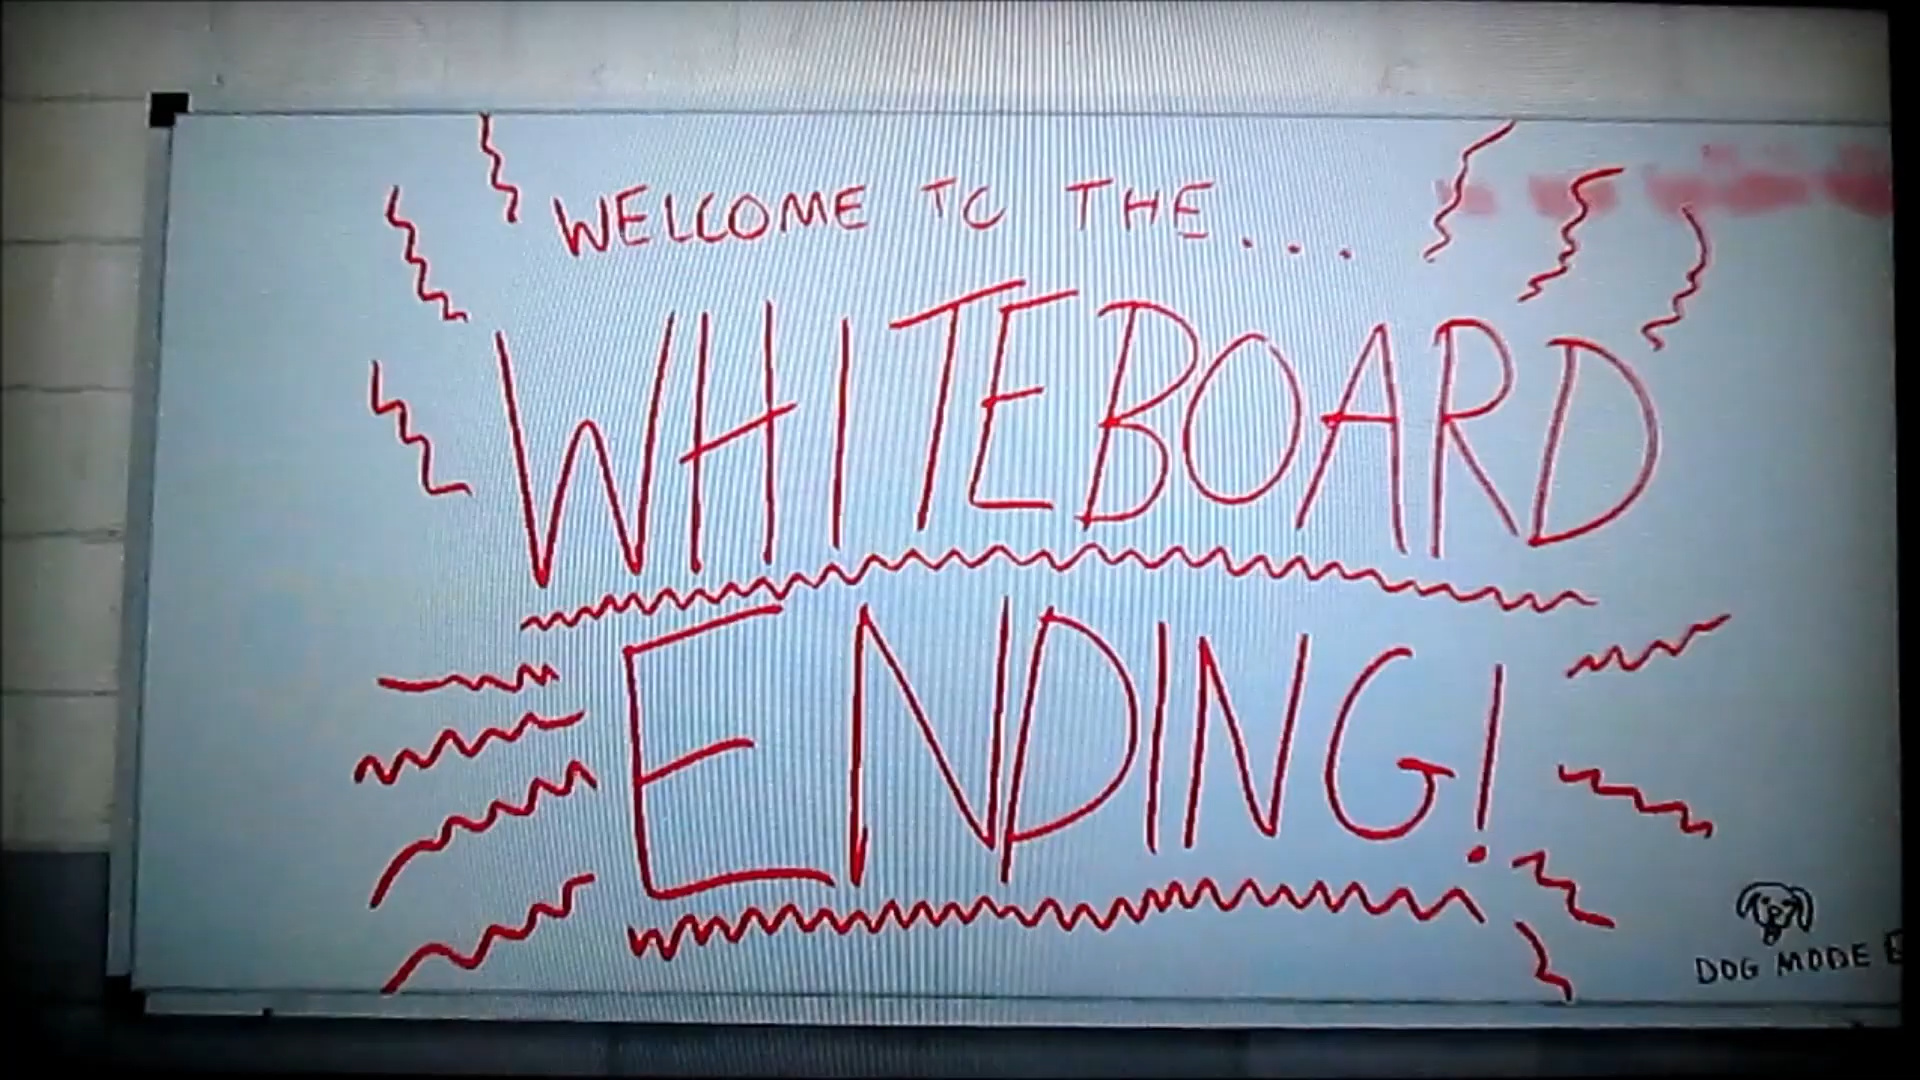 WELCOME TO THE...
WHITEBOARD
ENDING!
DOG MODE